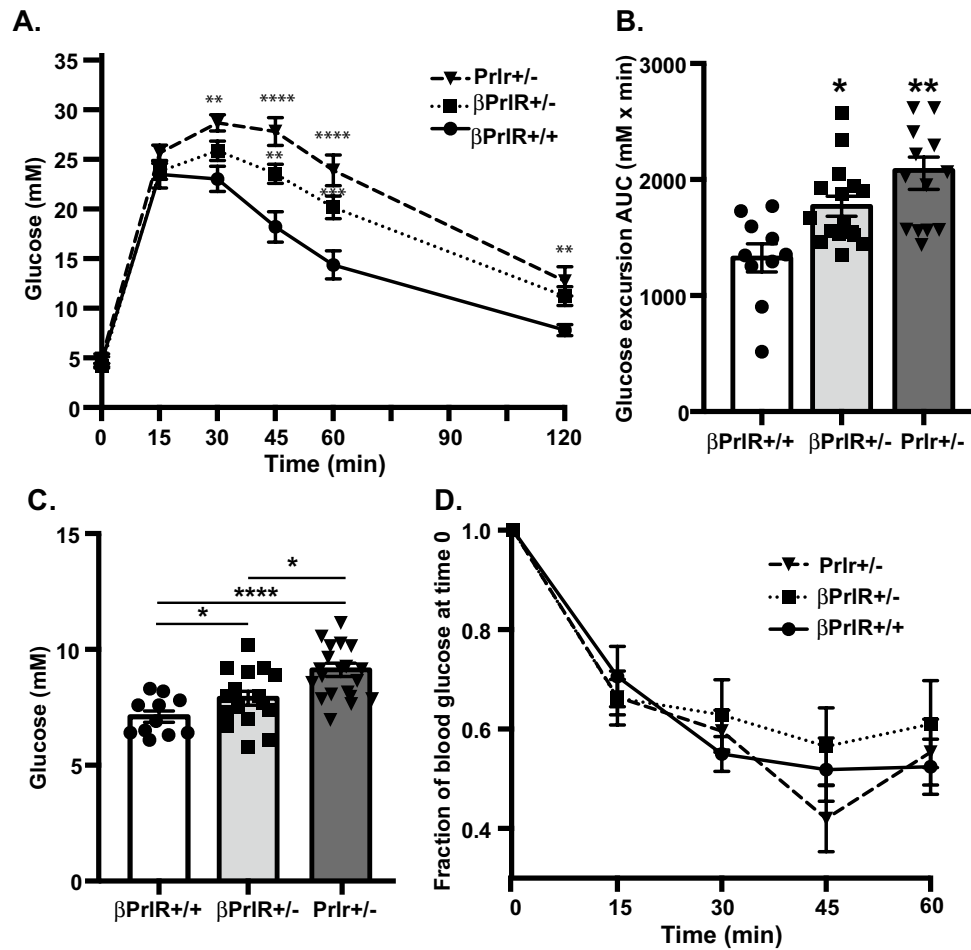 A.
Glucose (mM)
35
30
25
20
15
10
5
0
0 15 30 45 60 90 120
Time (min)
Prlr+/-
βPrlR+/-
βPrlR+/+
** **** ****
** *** **
B.
Glucose excursion AUC (mM x min)
3000
2000
1000
0
* **
βPrlR+/+ βPrlR+/- Prlr+/-
C.
Glucose (mM)
15
10
5
0
*
****
*
βPrlR+/+ βPrlR+/- Prlr+/-
D.
Fraction of blood glucose at time 0
1.0
0.8
0.6
0.4
0 15 30 45 60
Time (min)
Prlr+/-
βPrlR+/-
βPrlR+/+